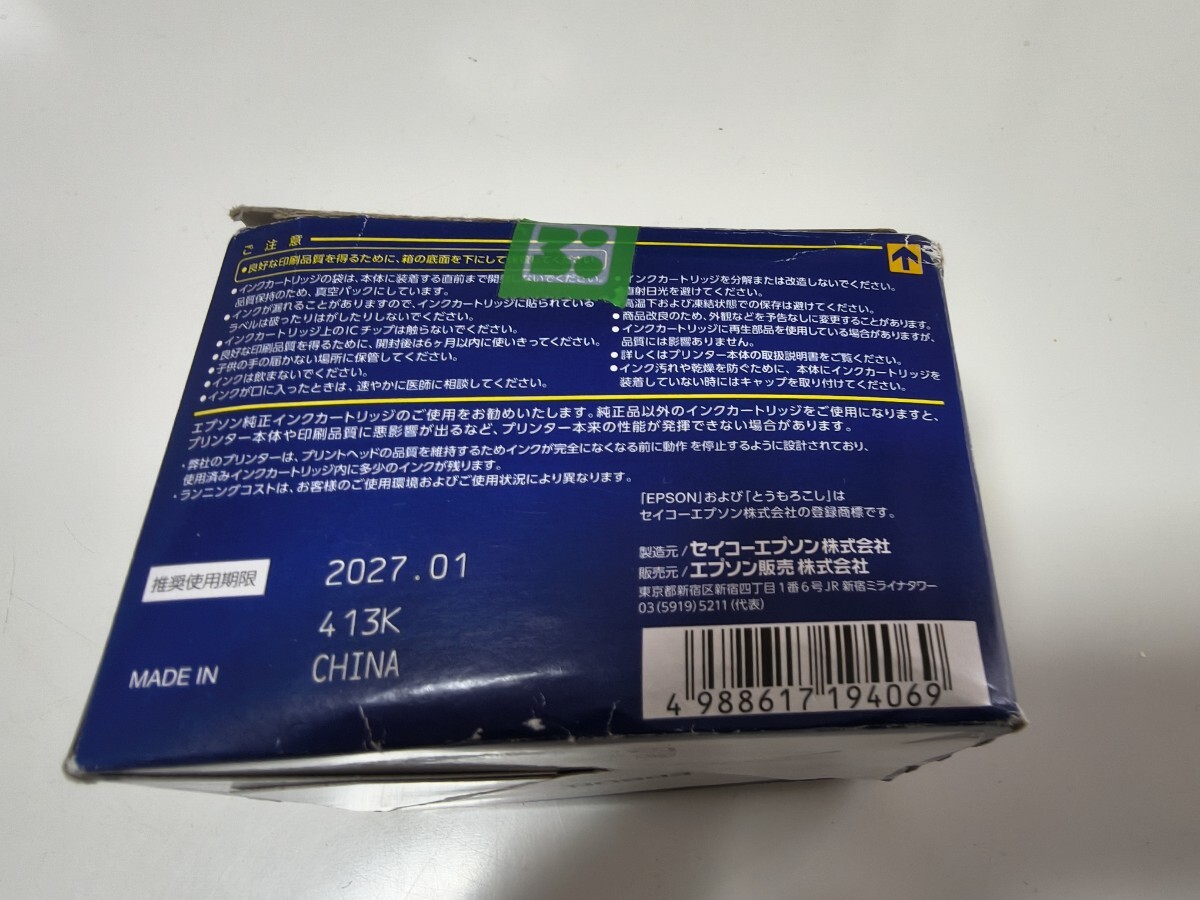 ご注意
●良好な印刷品質を得るために、箱の底面を下にして
●インクカートリッジの袋は、本体に装着する直前まで開封しないでください。
品質保持のため、真空パックにしています。
●インクが漏れることがありますので、インクカートリッジに貼られている
ラベルは破ったりはがしたりしないでください。
●インクカートリッジ上のICチップは触らないでください。
●良好な印刷品質を得るために、開封後は6ヶ月以内に使いきってください。
●子供の手の届かない場所に保管してください。
●インクは飲まないでください。
●インクが口に入ったときは、速やかに医師に相談してください。
●インクカートリッジを分解または改造しないでください。
直射日光を避けてください。
高温下および凍結状態での保存は避けてください。
●商品改良のため、外観などを予告なしに変更することがあります。
●インクカートリッジに再生部品を使用している場合がありますが、
品質には影響ありません。
●詳しくはプリンター本体の取扱説明書をご覧ください。
●インク汚れや乾燥を防ぐために、本体にインクカートリッジを
装着していない時にはキャップを取り付けてください。
エプソン純正インクカートリッジのご使用をお勧めいたします。純正品以外のインクカートリッジをご使用になりますと、
プリンター本体や印刷品質に悪影響が出るなど、プリンター本来の性能が発揮できない場合があります。
・弊社のプリンターは、プリントヘッドの品質を維持するためインクが完全になくなる前に動作を停止するように設計されており、
使用済みインクカートリッジ内に多少のインクが残ります。
・ランニングコストは、お客様のご使用環境およびご使用状況により異なります。
「EPSON」および「とうもろこし」は
セイコーエプソン株式会社の登録商標です。
製造元/セイコーエプソン株式会社
販売元/エプソン販売株式会社
東京都新宿区新宿四丁目1番6号JR新宿ミライナタワー
03(5919)5211(代表)
推奨使用期限 2027.01
413K
MADE IN CHINA
4 988617 194069